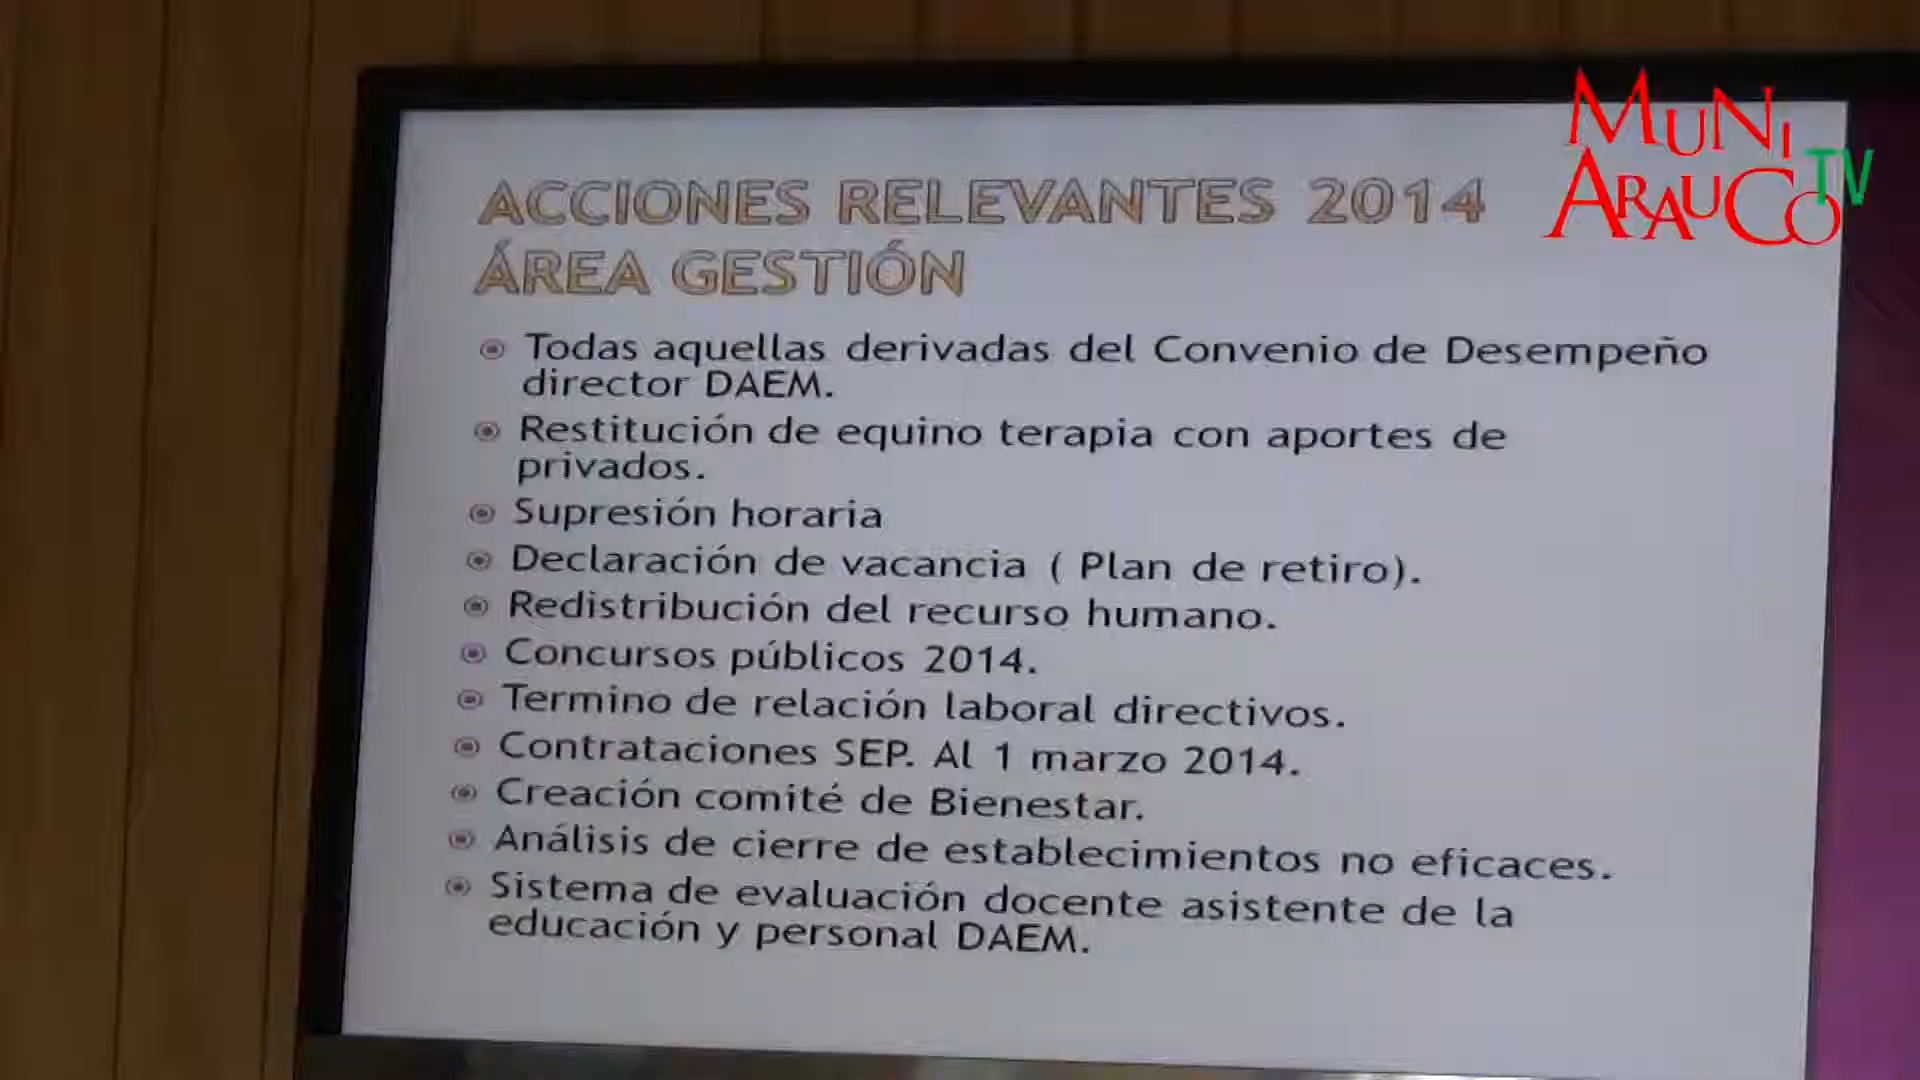 MUNI
ARAUCO TV
ACCIONES RELEVANTES 2014
ÁREA GESTIÓN
Todas aquellas derivadas del Convenio de Desempeño
director DAEM.
Restitución de equino terapia con aportes de
privados.
Supresión horaria
Declaración de vacancia ( Plan de retiro).
Redistribución del recurso humano.
Concursos públicos 2014.
Termino de relación laboral directivos.
Contrataciones SEP. Al 1 marzo 2014.
Creación comité de Bienestar.
Análisis de cierre de establecimientos no eficaces.
Sistema de evaluación docente asistente de la
educación y personal DAEM.